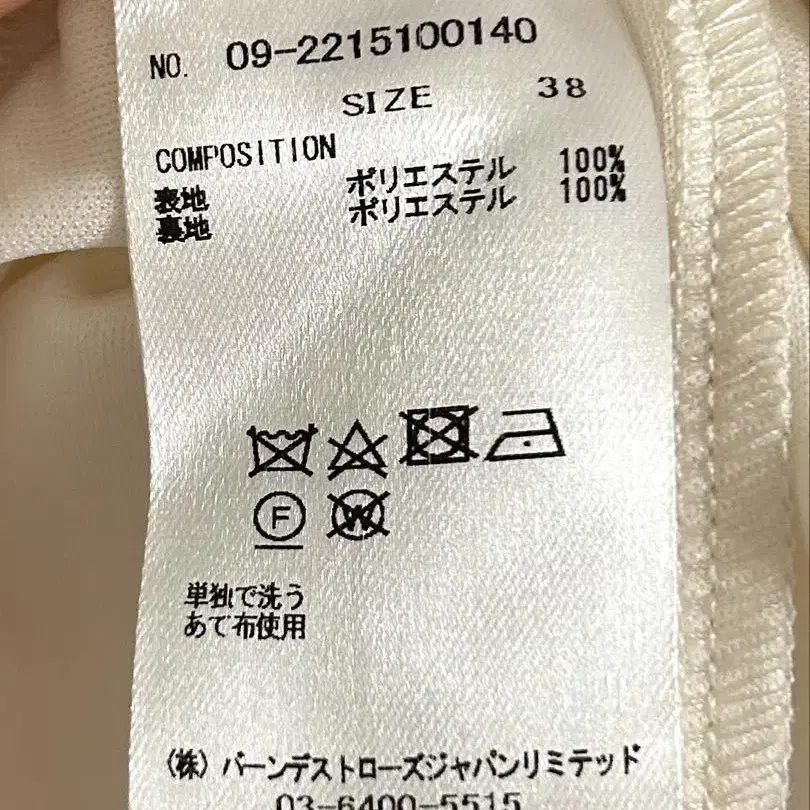 NO. 09-2215100140
SIZE 38
COMPOSITION
表地 ポリエステル 100%
裏地 ポリエステル 100%
F W
単独で洗う
あて布使用
(株) バーンデストローズジャパンリミテッド
03-6400-5515